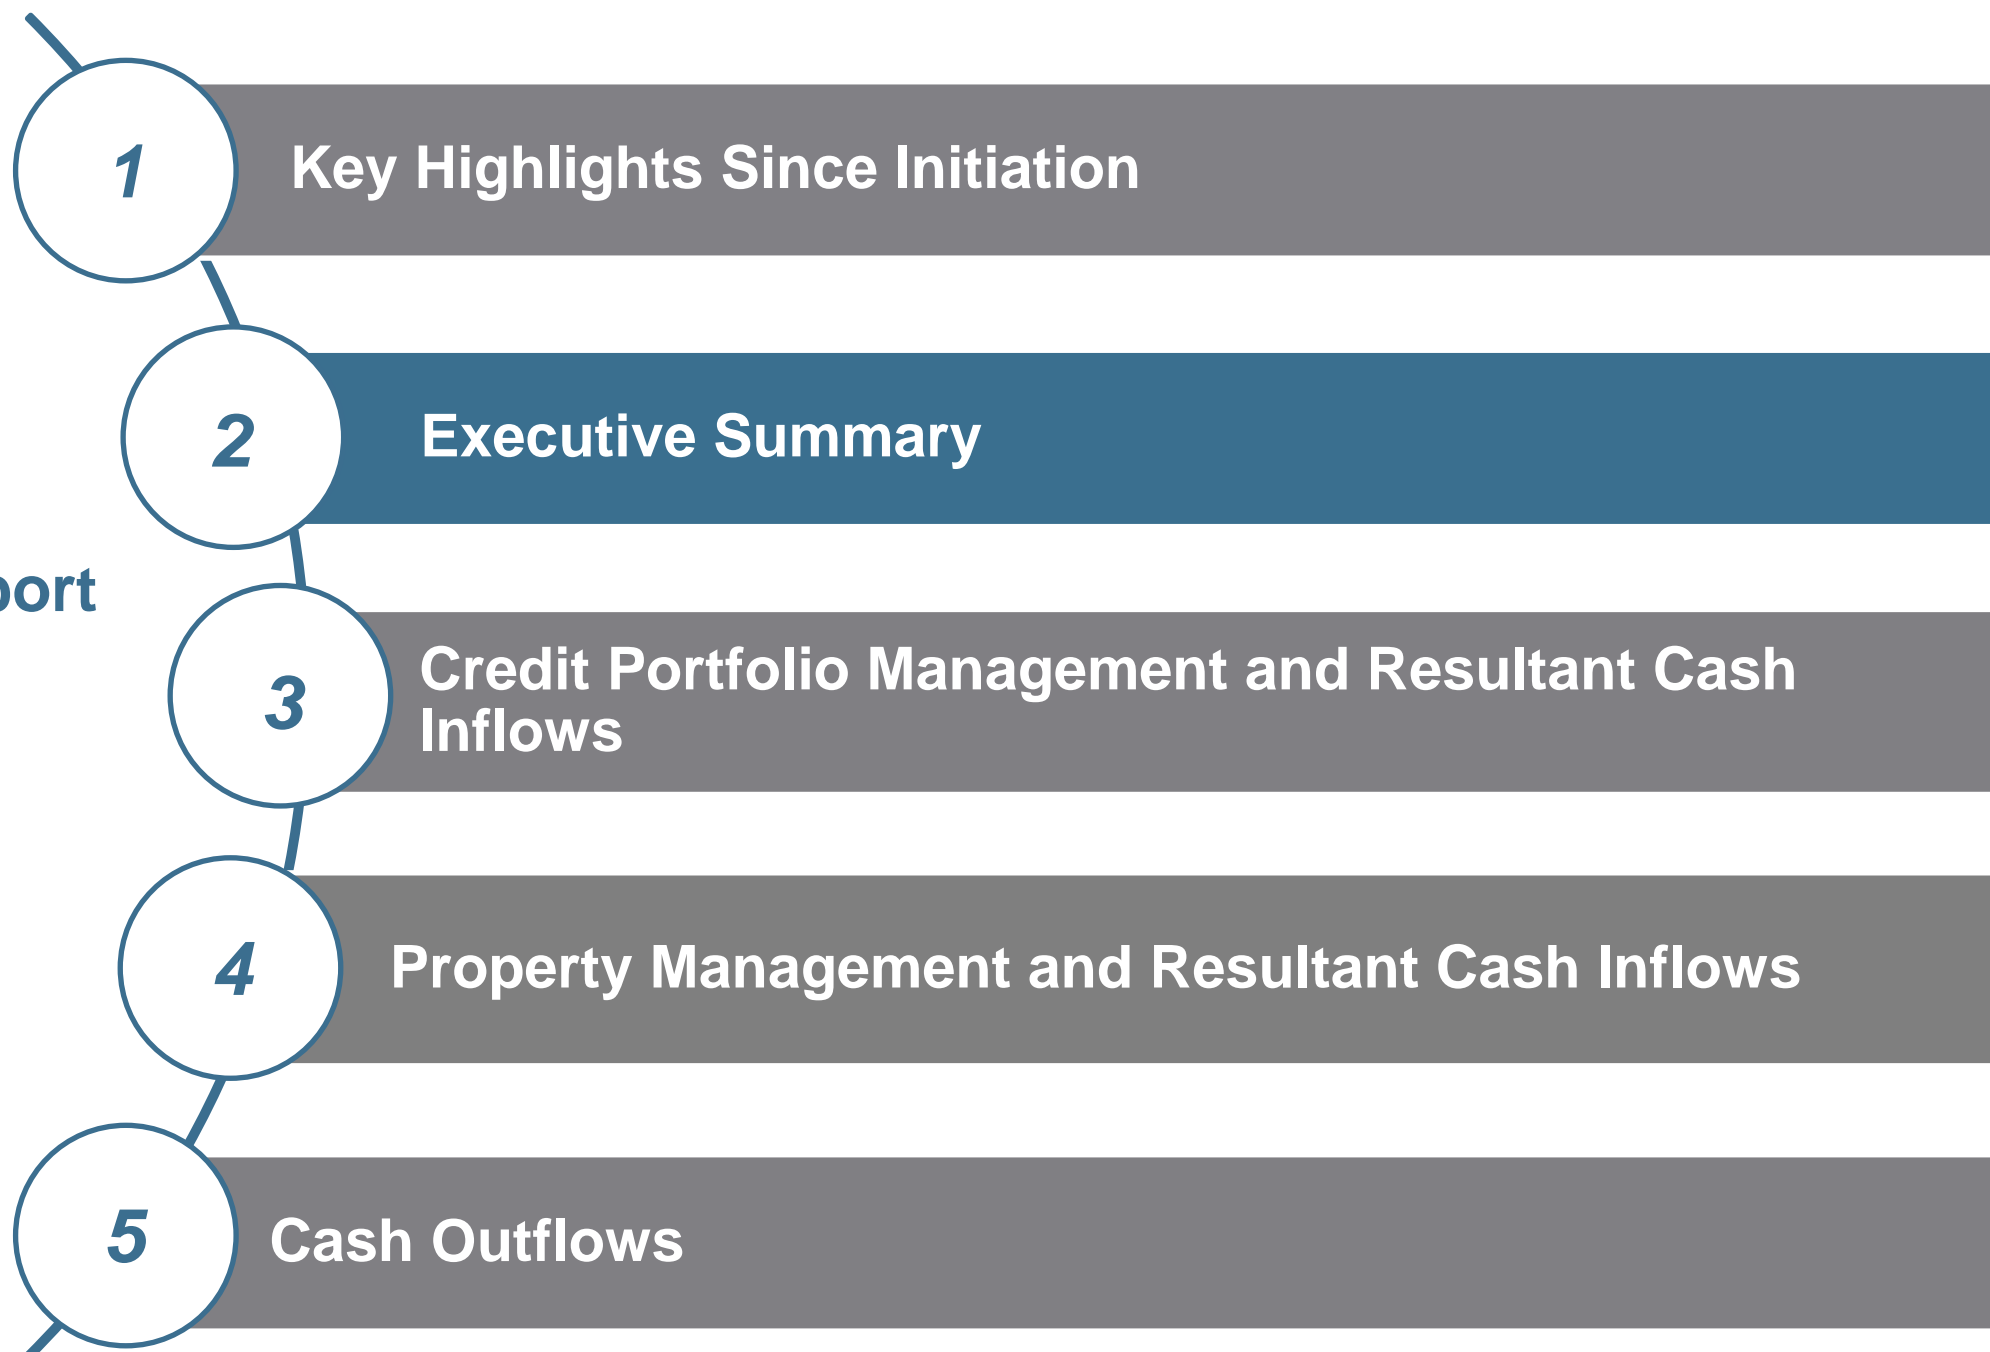 1
Key Highlights Since Initiation
2
Executive Summary
port
3
Credit Portfolio Management and Resultant Cash
Inflows
4
Property Management and Resultant Cash Inflows
5
Cash Outflows